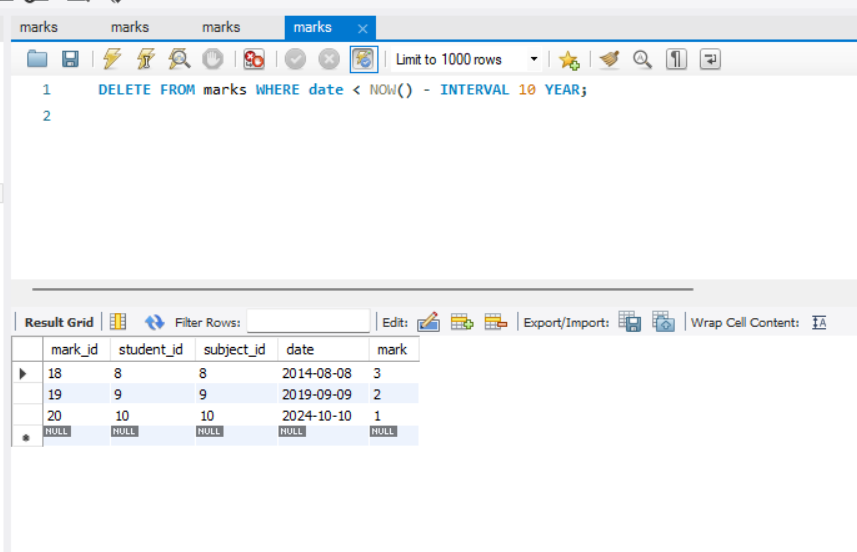 marks marks marks marks
Limit to 1000 rows
1 DELETE FROM marks WHERE date < NOW() - INTERVAL 10 YEAR;
2
Result Grid Filter Rows: Edit: Export/Import: Wrap Cell Content:
mark_id student_id subject_id date mark
18 8 8 2014-08-08 3
19 9 9 2019-09-09 2
20 10 10 2024-10-10 1
NULL NULL NULL NULL NULL